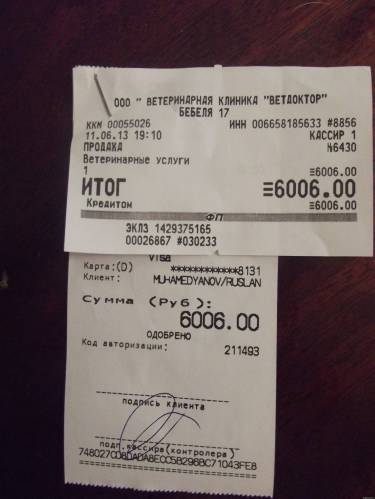 ООО " ВЕТЕРИНАРНАЯ КЛИНИКА "ВЕТДОКТОР"
БЕБЕЛЯ 17
ККМ 00055026 ИНН 006658185633 #8856
11.06.13 19:10 КАССИР 1
ПРОДАЖА №6430
Ветеринарные услуги
1 ≡6006.00
ИТОГ ≡6006.00
Кредитом ≡6006.00
ФП
ЭКЛЗ 1429375165
00026867 #030233
Visa
Карта:(D) ************8131
Клиент: MUHAMEDYANOV/RUSLAN
Сумма (Руб):
6006.00
ОДОБРЕНО
Код авторизации: 211493
подпись клиента
подп.кассира(контролера)
748027CD8DADA8ECC5B296BC71043FE8